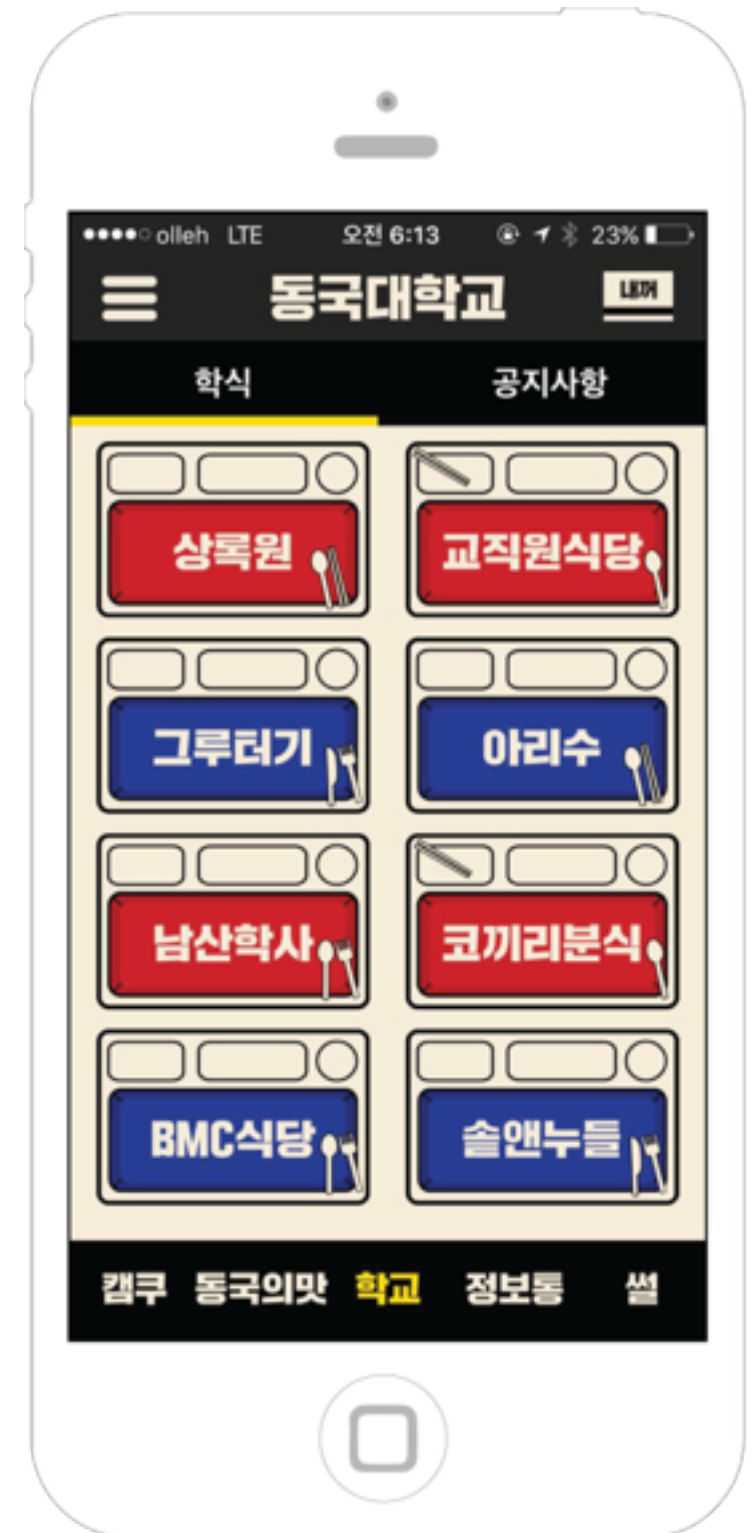 olleh LTE 오전 6:13 23%
동국대학교 내꺼
학식 공지사항
상록원 교직원식당
그루터기 아리수
남산학사 코끼리분식
BMC식당 솥앤누들
캠쿠 동국의맛 학교 정보통 썰